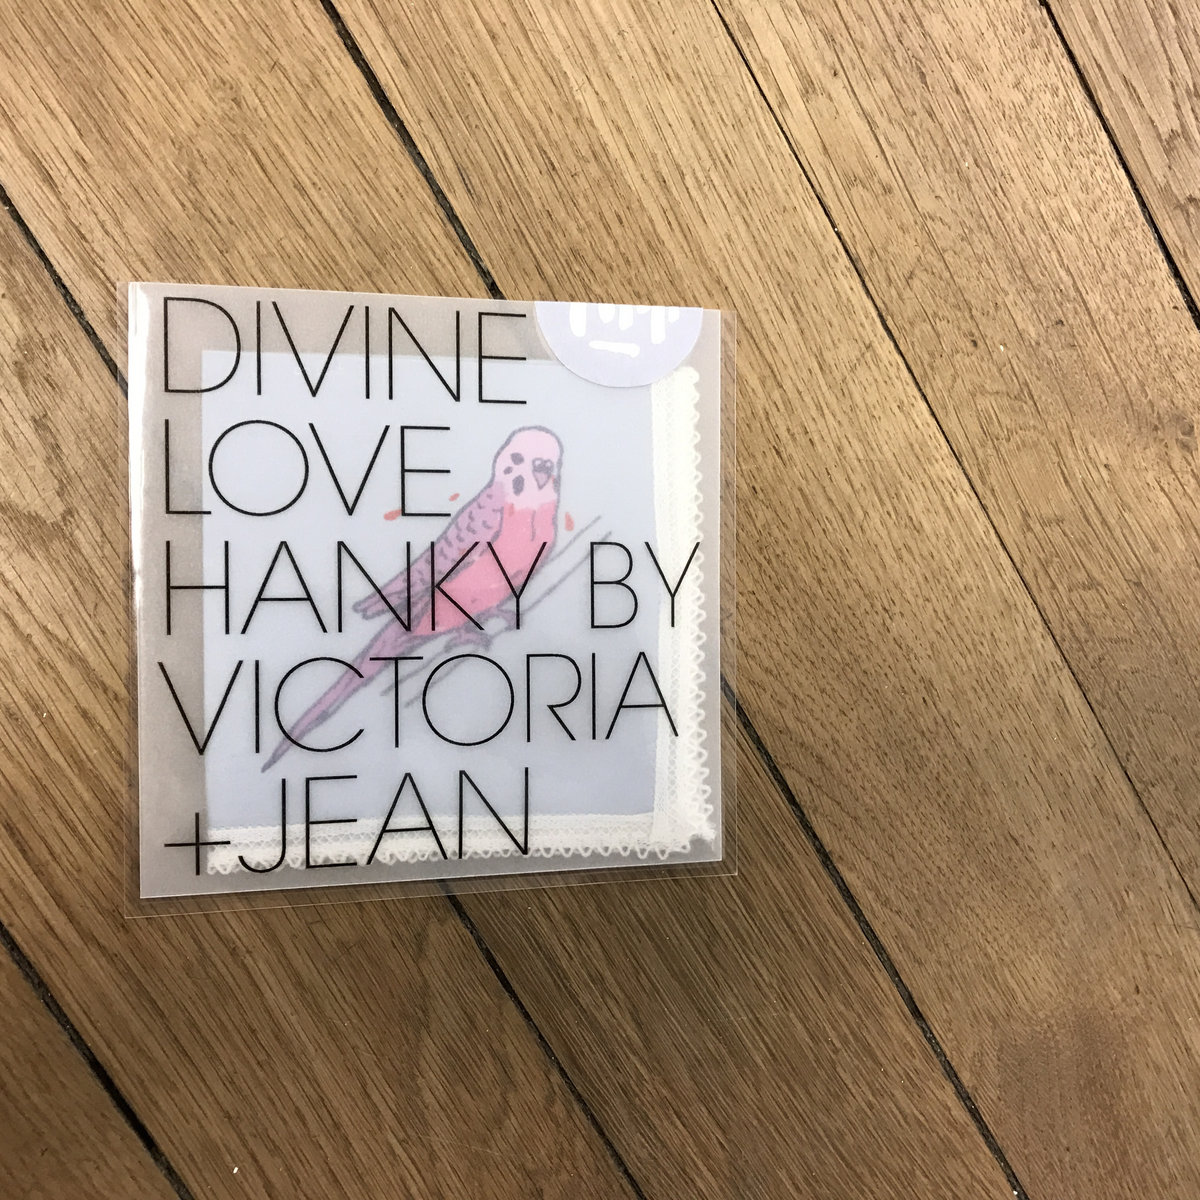 DIVINE
LOVE
HANKY BY
VICTORIA
+JEAN